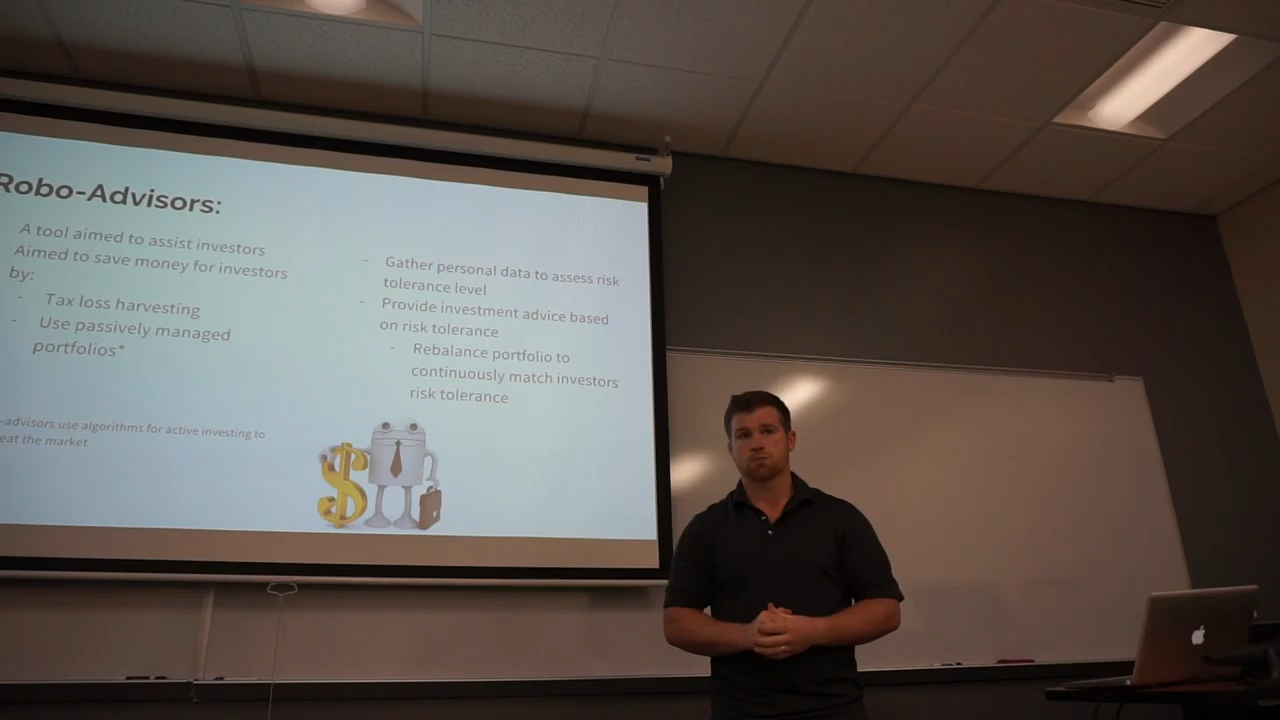 Robo-Advisors:
A tool aimed to assist investors
Aimed to save money for investors
by:
- Tax loss harvesting
- Use passively managed
portfolios*
-advisors use algorithms for active investing to
eat the market
- Gather personal data to assess risk
tolerance level
- Provide investment advice based
on risk tolerance
- Rebalance portfolio to
continuously match investors
risk tolerance